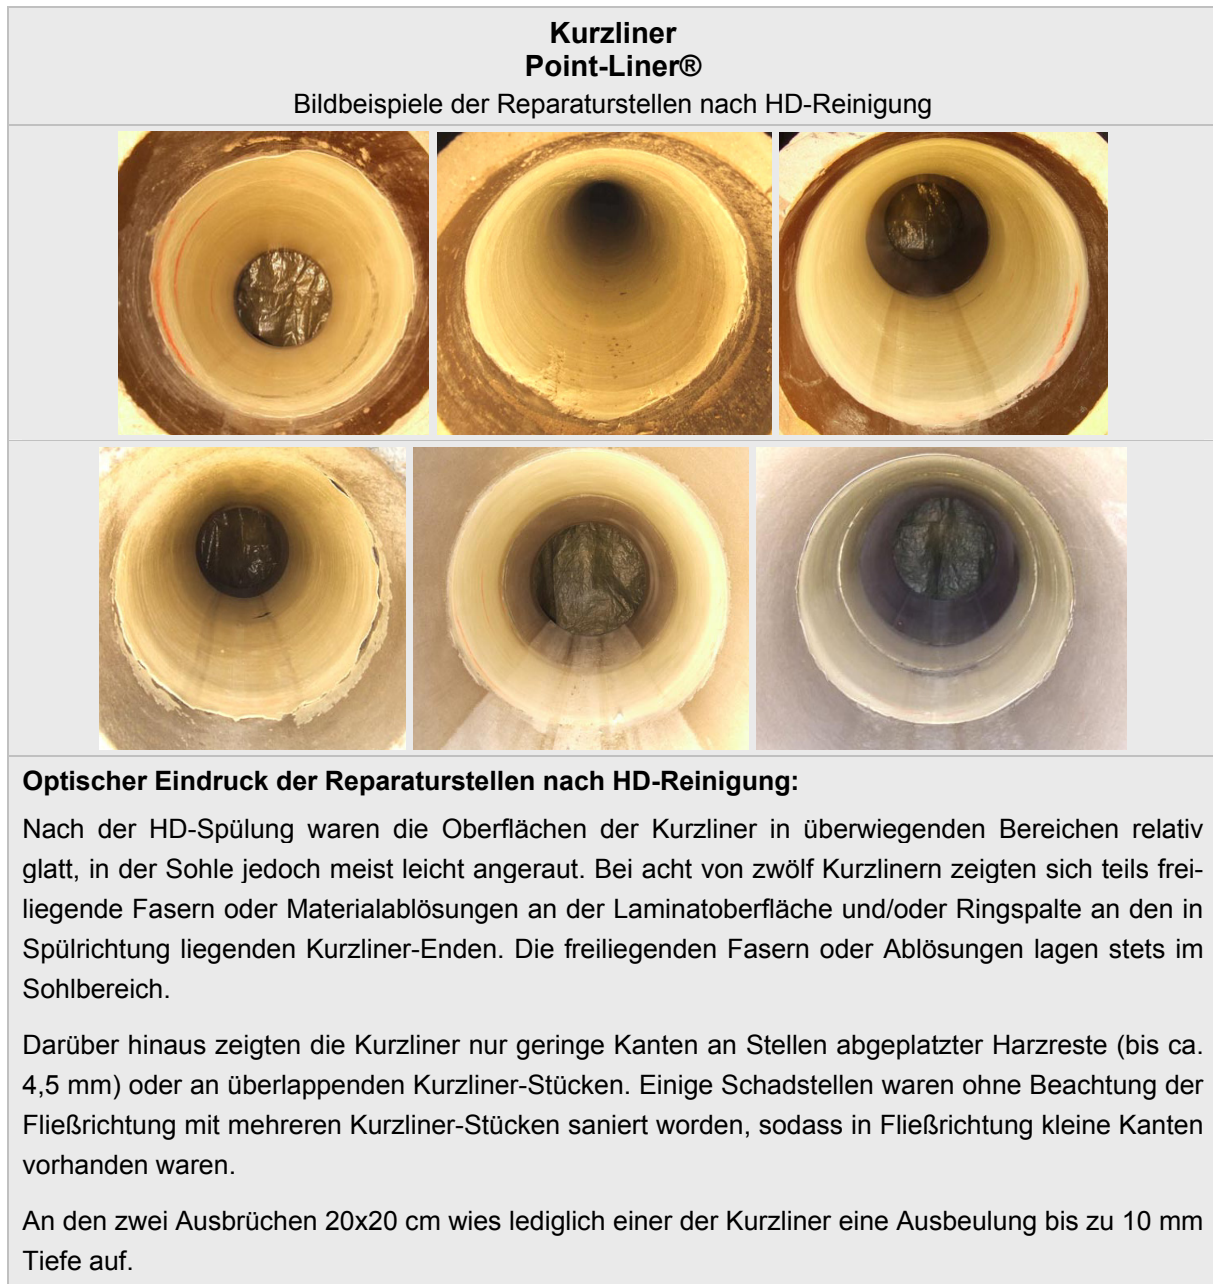 Kurzliner
Point-Liner®
Bildbeispiele der Reparaturstellen nach HD-Reinigung
Optischer Eindruck der Reparaturstellen nach HD-Reinigung:
Nach der HD-Spülung waren die Oberflächen der Kurzliner in überwiegenden Bereichen relativ
glatt, in der Sohle jedoch meist leicht angeraut. Bei acht von zwölf Kurzlinern zeigten sich teils frei-
liegende Fasern oder Materialablösungen an der Laminatoberfläche und/oder Ringspalte an den in
Spülrichtung liegenden Kurzliner-Enden. Die freiliegenden Fasern oder Ablösungen lagen stets im
Sohlbereich.
Darüber hinaus zeigten die Kurzliner nur geringe Kanten an Stellen abgeplatzter Harzreste (bis ca.
4,5 mm) oder an überlappenden Kurzliner-Stücken. Einige Schadstellen waren ohne Beachtung der
Fließrichtung mit mehreren Kurzliner-Stücken saniert worden, sodass in Fließrichtung kleine Kanten
vorhanden waren.
An den zwei Ausbrüchen 20x20 cm wies lediglich einer der Kurzliner eine Ausbeulung bis zu 10 mm
Tiefe auf.